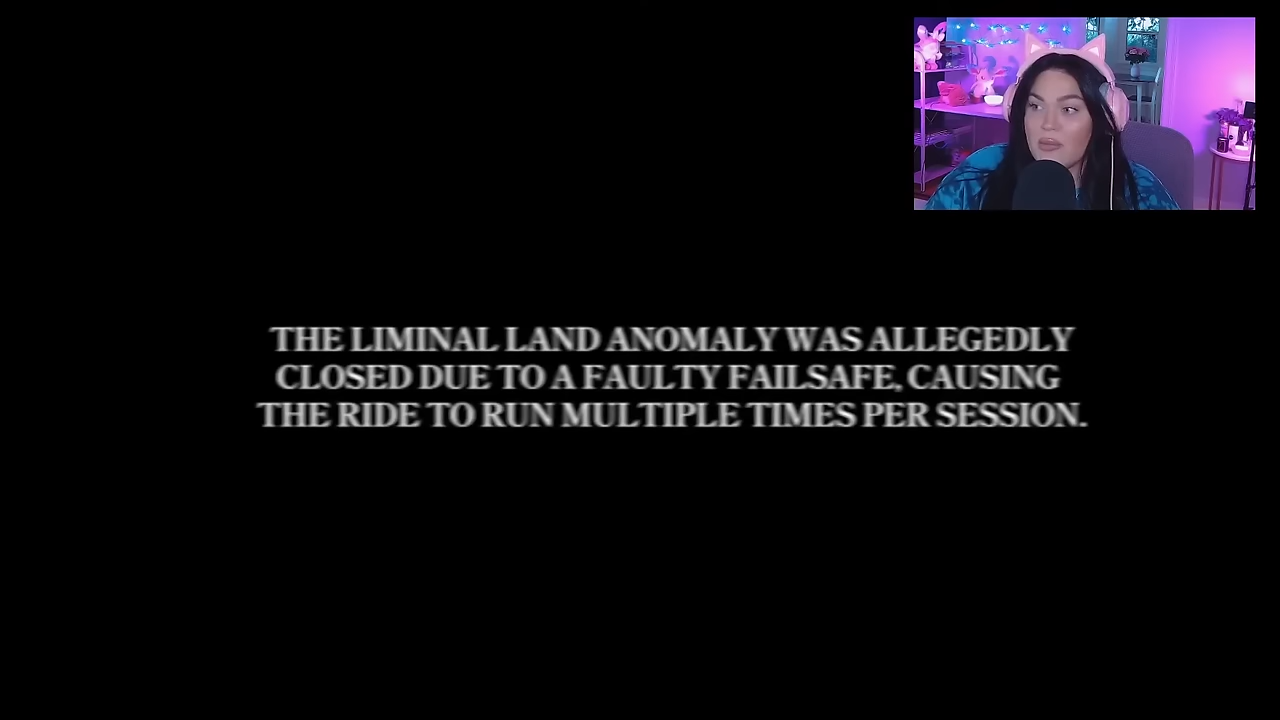 THE LIMINAL LAND ANOMALY WAS ALLEGEDLY
CLOSED DUE TO A FAULTY FAILSAFE, CAUSING
THE RIDE TO RUN MULTIPLE TIMES PER SESSION.